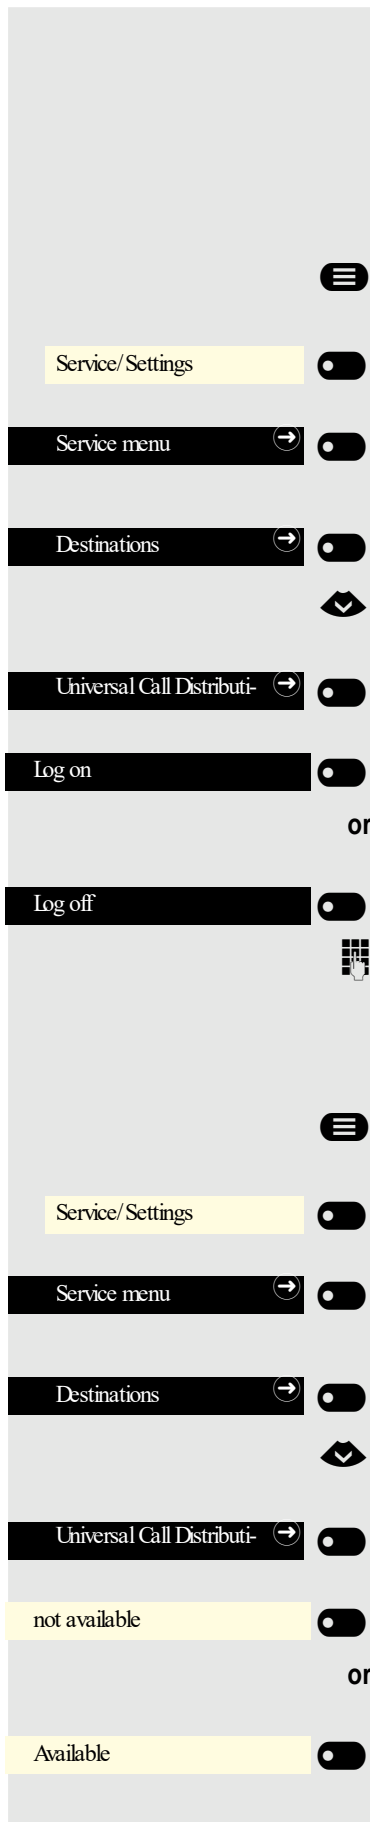 Service/Settings
Service menu
Destinations
Universal Call Distributi-
Log on
or
Log off
Service/Settings
Service menu
Destinations
Universal Call Distributi-
not available
or
Available